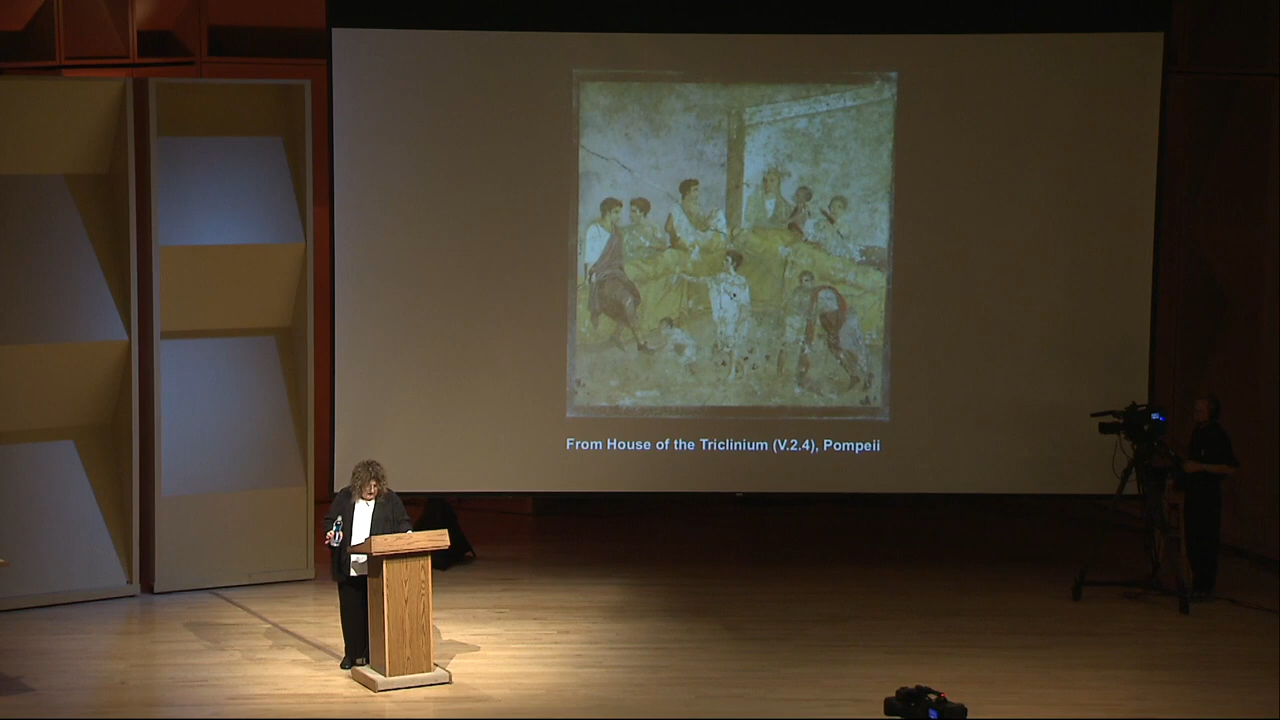 From House of the Triclinium (V.2.4), Pompeii